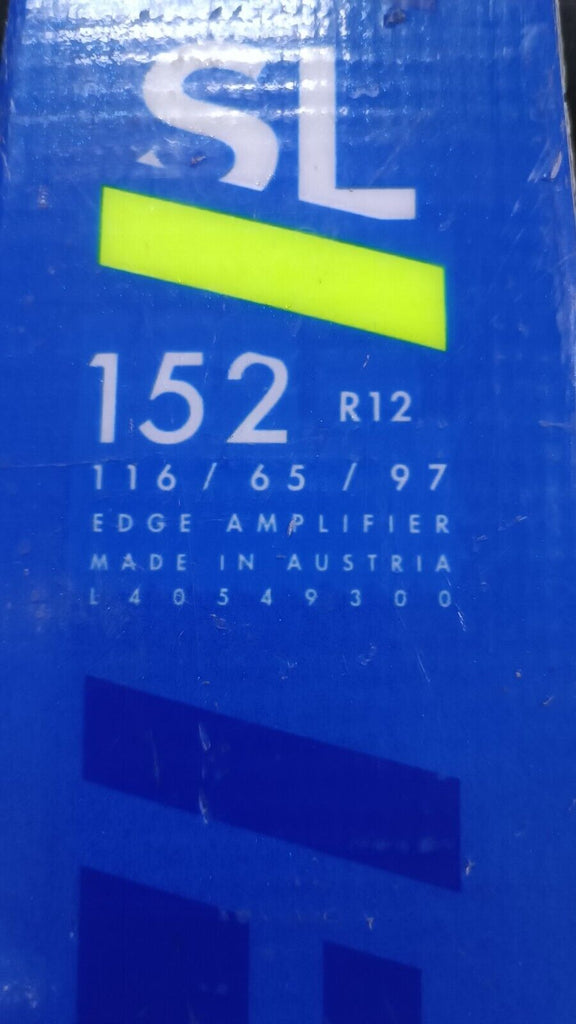 SL
152 R12
116 / 65 / 97
EDGE AMPLIFIER
MADE IN AUSTRIA
L40549300